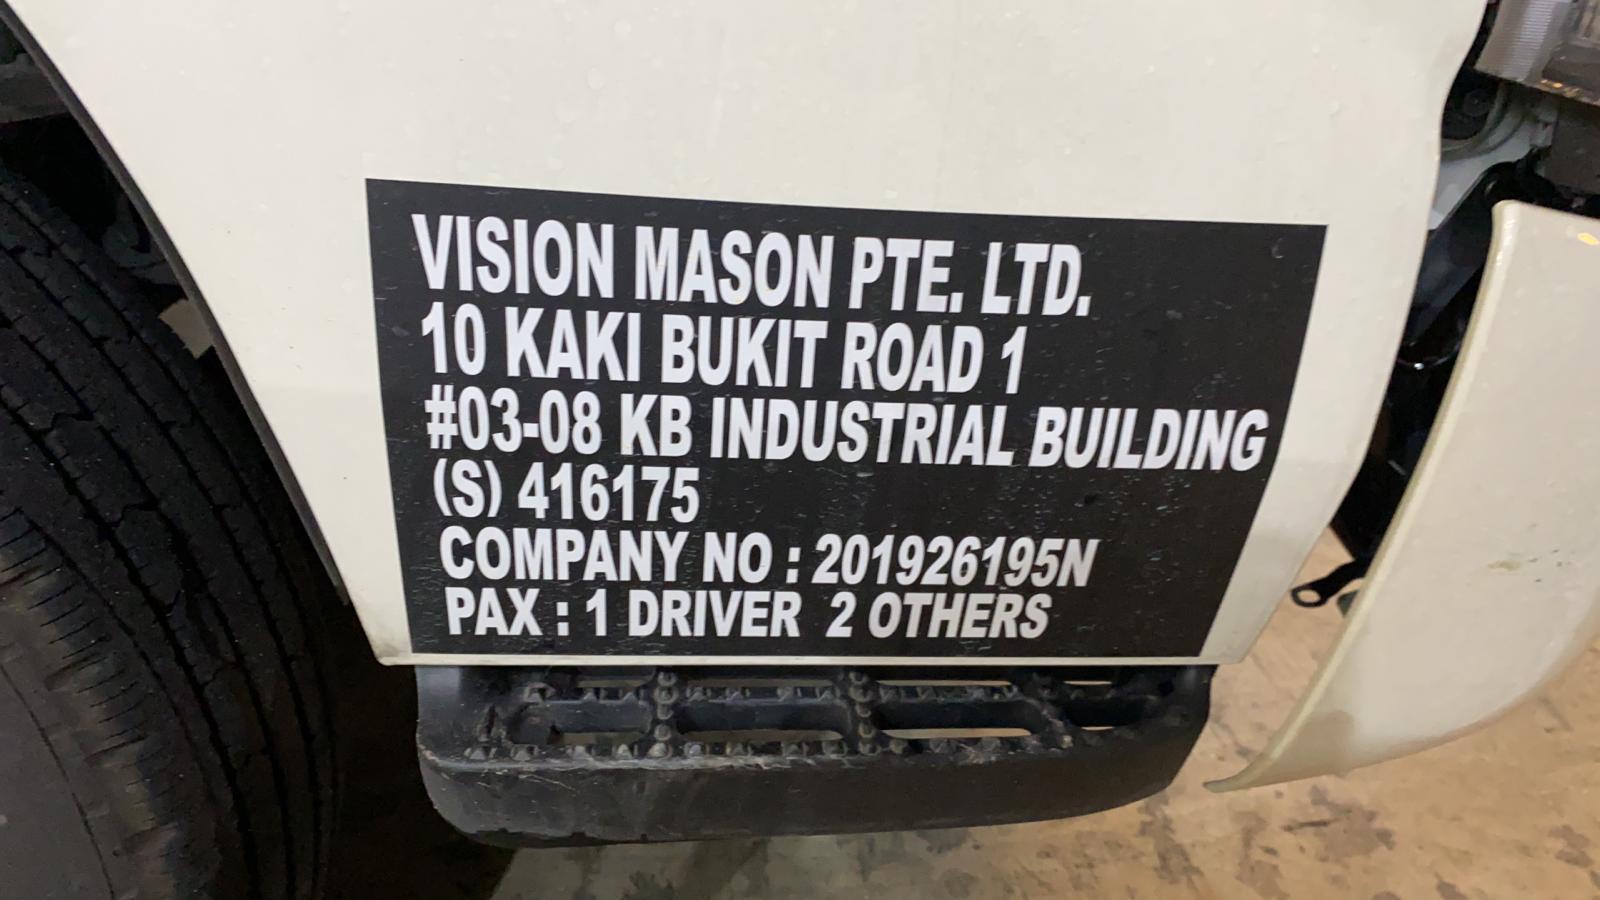 VISION MASON PTE. LTD.
10 KAKI BUKIT ROAD 1
#03-08 KB INDUSTRIAL BUILDING
(S) 416175
COMPANY NO : 201926195N
PAX : 1 DRIVER 2 OTHERS